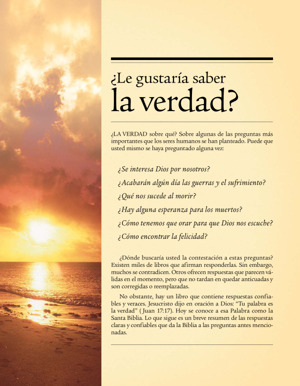 ¿Le gustaría saber
la verdad?
¿LA VERDAD sobre qué? Sobre algunas de las preguntas más
importantes que los seres humanos se han planteado. Puede que
usted mismo se haya preguntado alguna vez:
¿Se interesa Dios por nosotros?
¿Acabarán algún día las guerras y el sufrimiento?
¿Qué nos sucede al morir?
¿Hay alguna esperanza para los muertos?
¿Cómo tenemos que orar para que Dios nos escuche?
¿Cómo encontrar la felicidad?
¿Dónde buscaría usted la contestación a estas preguntas?
Existen miles de libros que afirman responderlas. Sin embargo,
muchos se contradicen. Otros ofrecen respuestas que parecen vá-
lidas en el momento, pero que no tardan en quedar anticuadas y
son corregidas o reemplazadas.
No obstante, hay un libro que contiene respuestas confia-
bles y veraces. Jesucristo dijo en oración a Dios: “Tu palabra es
la verdad” (Juan 17:17). Hoy se conoce a esa Palabra como la
Santa Biblia. Lo que sigue es un breve resumen de las respuestas
claras y confiables que da la Biblia a las preguntas antes mencio-
nadas.